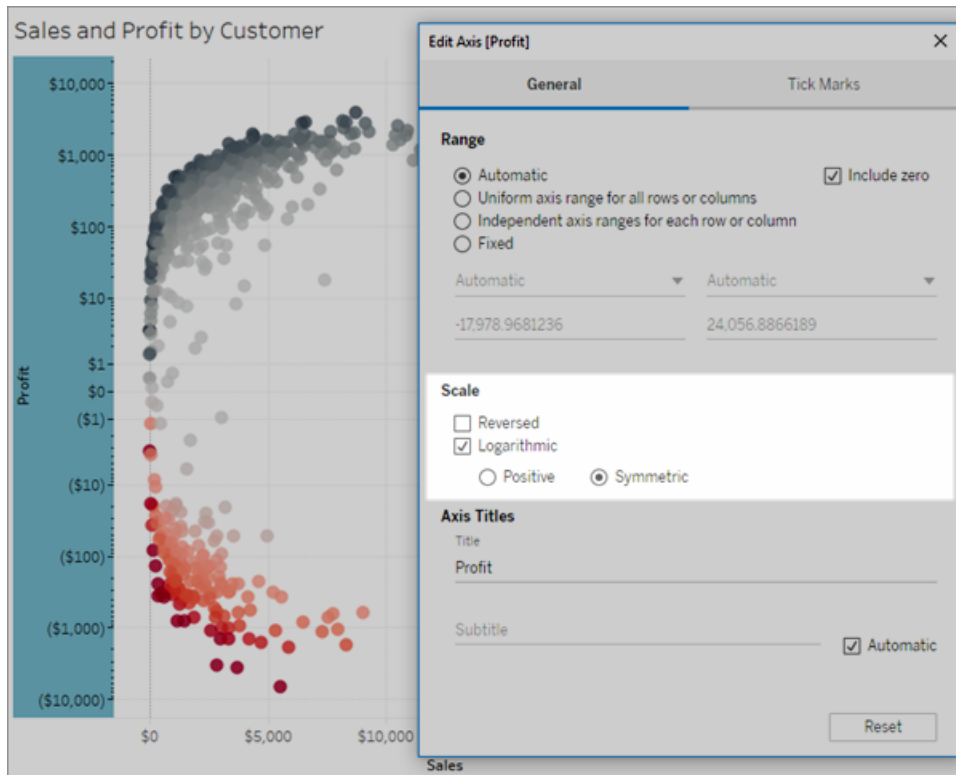 Sales and Profit by Customer
$10,000
$1,000
$100
$10
$1
$0
($1)
($10)
($100)
($1,000)
($10,000)
Profit
$0
$5,000
$10,000
Sales
Edit Axis [Profit]
General
Tick Marks
Range
Automatic
Include zero
Uniform axis range for all rows or columns
Independent axis ranges for each row or column
Fixed
Automatic
Automatic
-17,978.9681236
24,056.8866189
Scale
Reversed
Logarithmic
Positive
Symmetric
Axis Titles
Title
Profit
Subtitle
Automatic
Reset